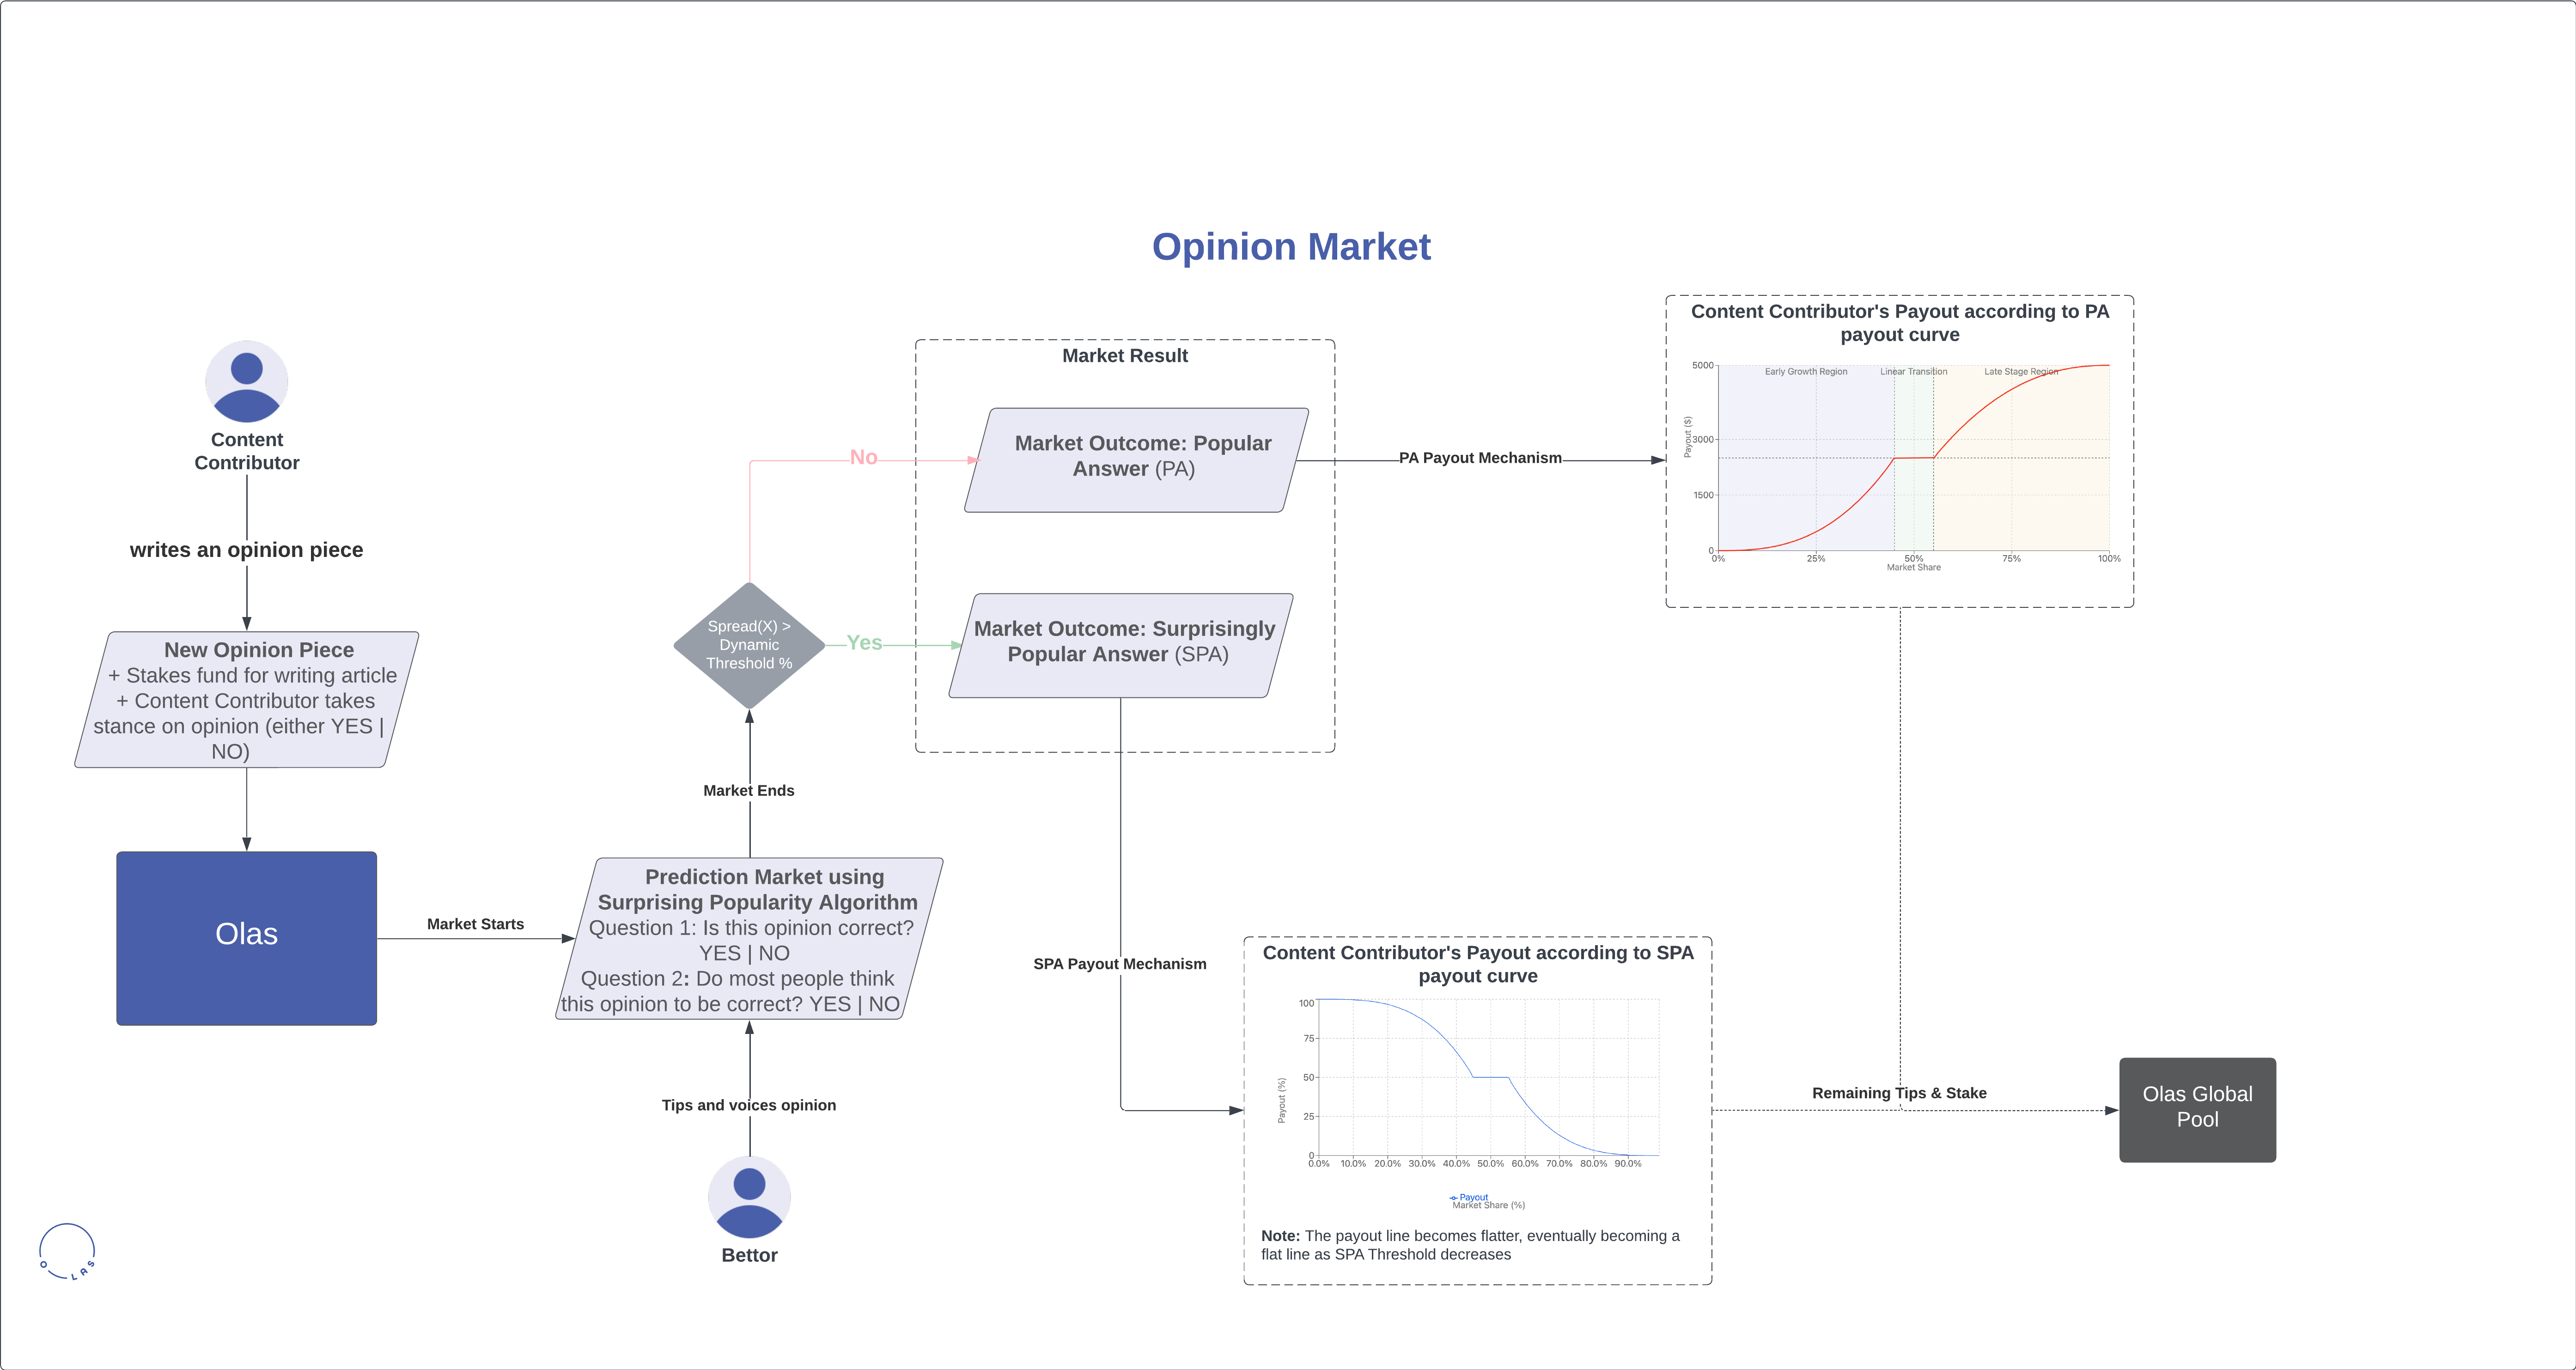 Opinion Market
Content
Contributor
writes an opinion piece
New Opinion Piece
+ Stakes fund for writing article
+ Content Contributor takes
stance on opinion (either YES |
NO)
Olas
Market Starts
Prediction Market using
Surprising Popularity Algorithm
Question 1: Is this opinion correct?
YES | NO
Question 2: Do most people think
this opinion to be correct? YES | NO
Tips and voices opinion
Bettor
Market Ends
Spread(X) >
Dynamic
Threshold %
No
Yes
Market Result
Market Outcome: Popular
Answer (PA)
Market Outcome: Surprisingly
Popular Answer (SPA)
PA Payout Mechanism
Content Contributor's Payout according to PA
payout curve
Early Growth Region
Linear Transition
Late Stage Region
5000
3000
1500
0
Payout ($)
0%
25%
50%
75%
100%
Market Share
SPA Payout Mechanism
Content Contributor's Payout according to SPA
payout curve
100
75
50
25
0
Payout (%)
0.0%
10.0%
20.0%
30.0%
40.0%
50.0%
60.0%
70.0%
80.0%
90.0%
Payout
Market Share (%)
Note: The payout line becomes flatter, eventually becoming a
flat line as SPA Threshold decreases
Remaining Tips & Stake
Olas Global
Pool
OLAS